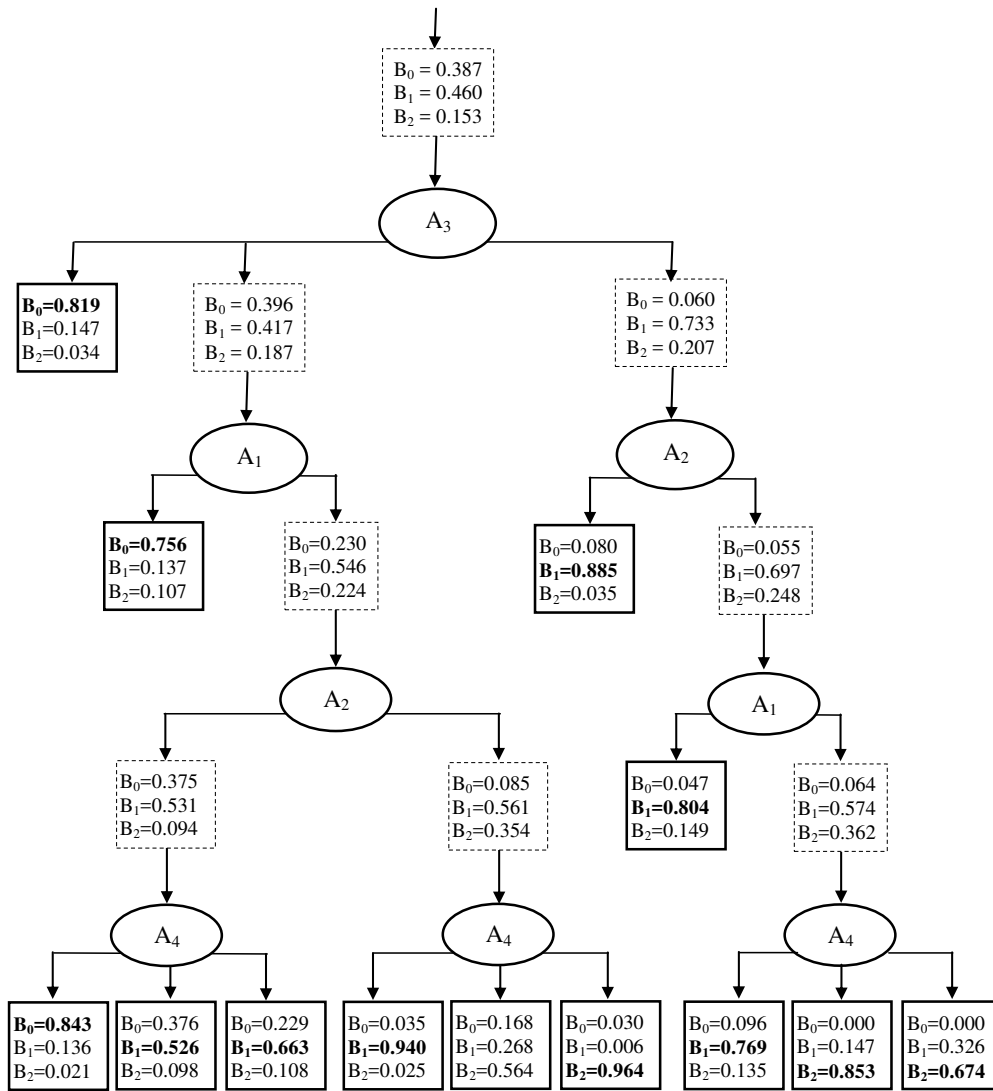 B₀ = 0.387
B₁ = 0.460
B₂ = 0.153
A₃
B₀=0.819
B₁=0.147
B₂=0.034
B₀ = 0.396
B₁ = 0.417
B₂ = 0.187
B₀ = 0.060
B₁ = 0.733
B₂ = 0.207
A₁
A₂
B₀=0.756
B₁=0.137
B₂=0.107
B₀=0.230
B₁=0.546
B₂=0.224
B₀=0.080
B₁=0.885
B₂=0.035
B₀=0.055
B₁=0.697
B₂=0.248
A₂
A₁
B₀=0.375
B₁=0.531
B₂=0.094
B₀=0.085
B₁=0.561
B₂=0.354
B₀=0.047
B₁=0.804
B₂=0.149
B₀=0.064
B₁=0.574
B₂=0.362
A₄
A₄
A₄
B₀=0.843
B₁=0.136
B₂=0.021
B₀=0.376
B₁=0.526
B₂=0.098
B₀=0.229
B₁=0.663
B₂=0.108
B₀=0.035
B₁=0.940
B₂=0.025
B₀=0.168
B₁=0.268
B₂=0.564
B₀=0.030
B₁=0.006
B₂=0.964
B₀=0.096
B₁=0.769
B₂=0.135
B₀=0.000
B₁=0.147
B₂=0.853
B₀=0.000
B₁=0.326
B₂=0.674